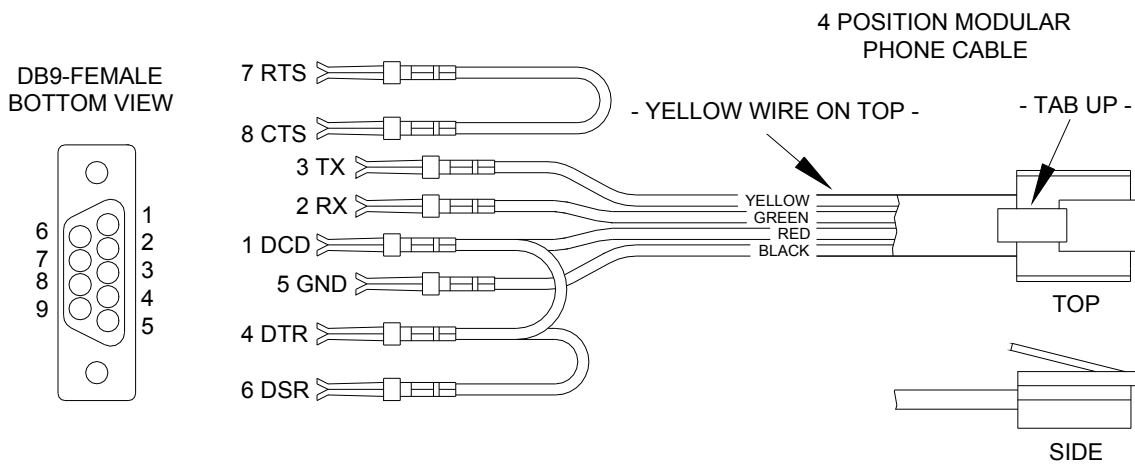 4 POSITION MODULAR
PHONE CABLE
DB9-FEMALE
BOTTOM VIEW
7 RTS
8 CTS
- YELLOW WIRE ON TOP -
- TAB UP -
3 TX
2 RX
1 DCD
5 GND
4 DTR
6 DSR
YELLOW
GREEN
RED
BLACK
6
7
8
9
1
2
3
4
5
TOP
SIDE